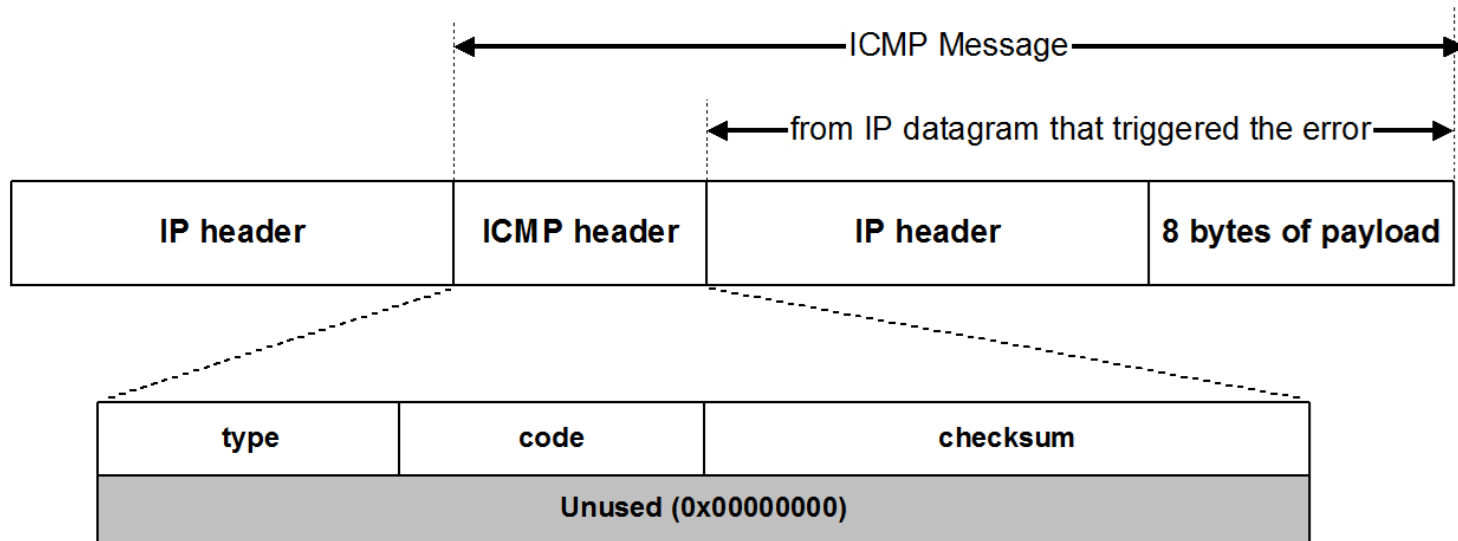 ICMP Message
from IP datagram that triggered the error
IP header
ICMP header
IP header
8 bytes of payload
type
code
checksum
Unused (0x00000000)